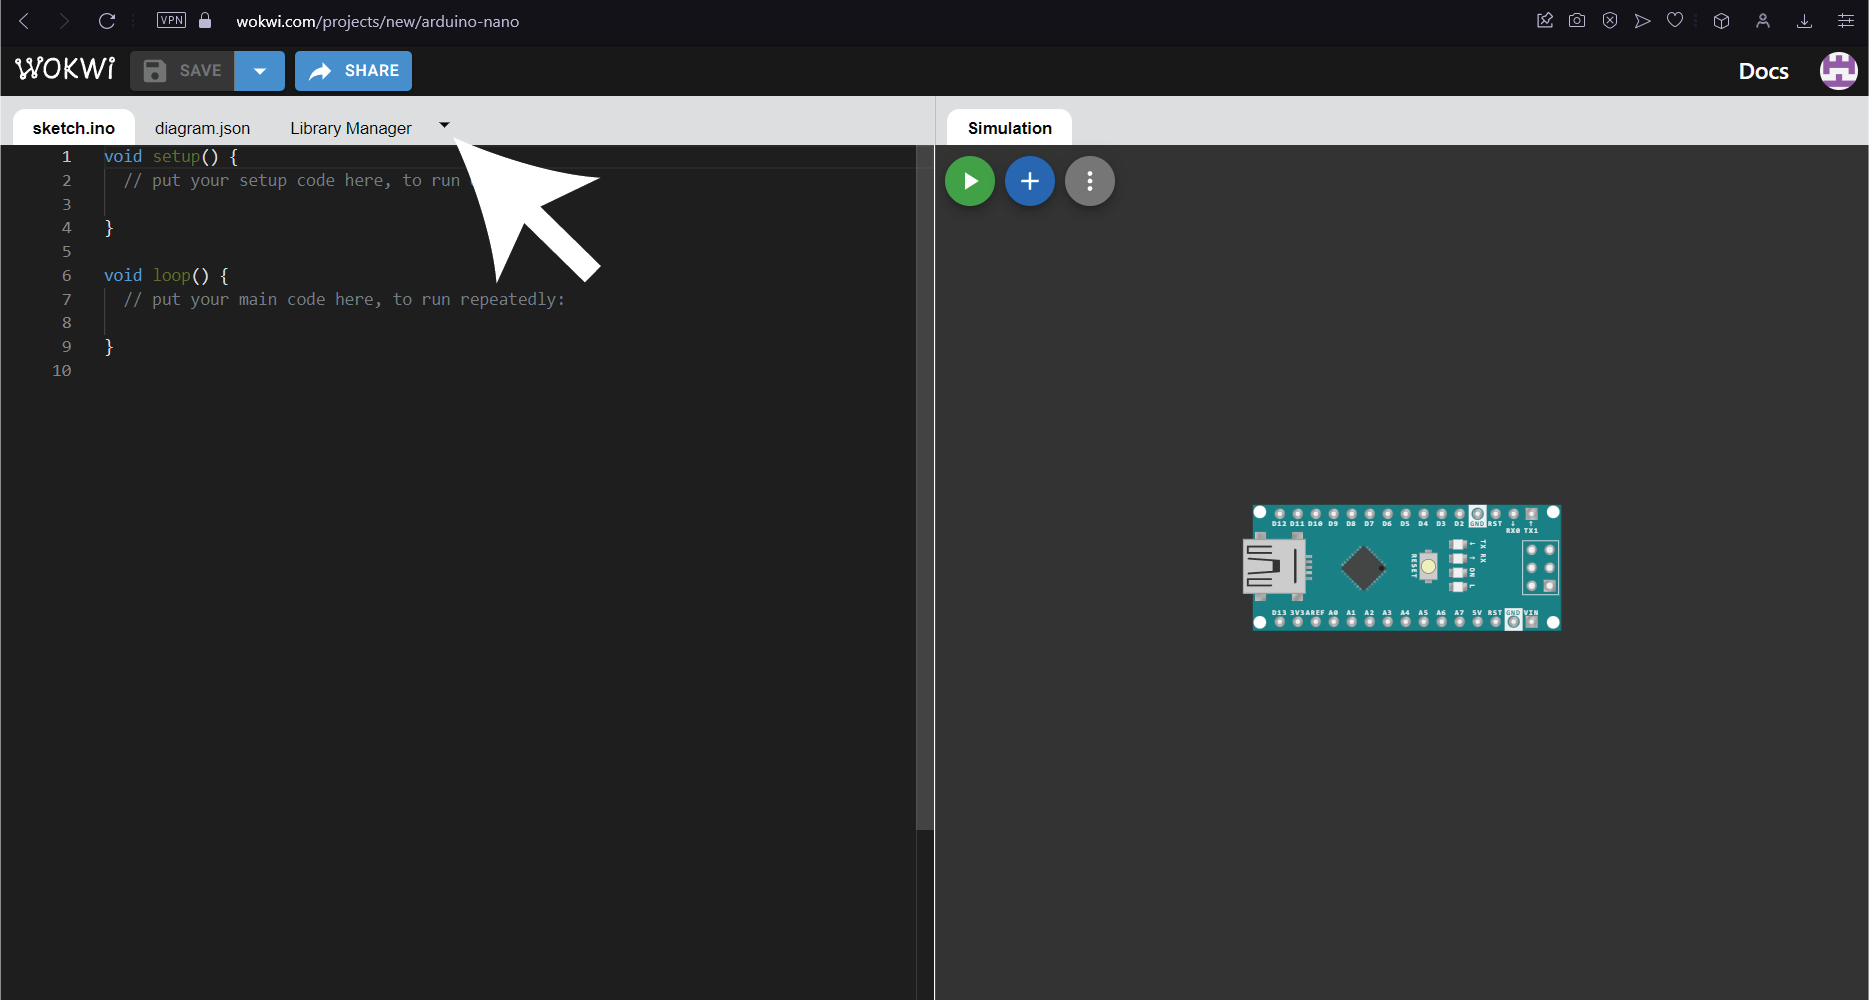 VPN wokwi.com/projects/new/arduino-nano
WOKWI SAVE SHARE Docs
sketch.ino diagram.json Library Manager Simulation
1 void setup() {
2 // put your setup code here, to run
3
4 }
5
6 void loop() {
7 // put your main code here, to run repeatedly:
8
9 }
10
D12 D11 D10 D9 D8 D7 D6 D5 D4 D3 D2 GND RST ↓ ↑
RX0 TX1
TX RX
RESET
ON L
D13 3V3 AREF A0 A1 A2 A3 A4 A5 A6 A7 5V RST GND VIN